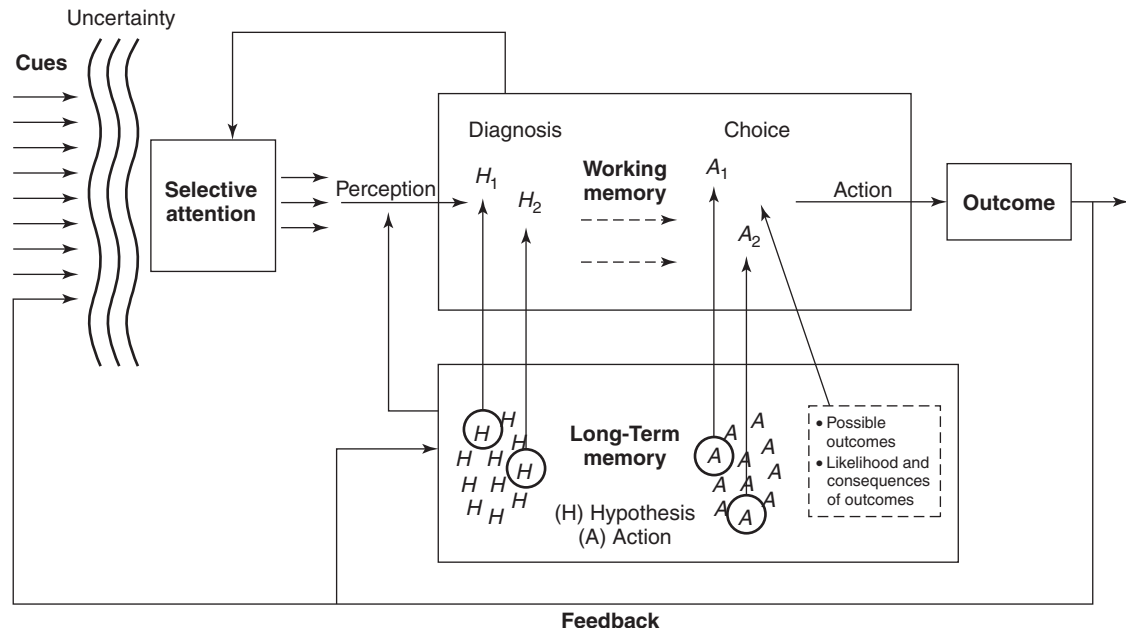 Uncertainty
Cues
Selective
attention
Perception
Diagnosis
H1
H2
Working
memory
Choice
A1
A2
Action
Outcome
H
H
H
H
H
H
H
H
H
H
H
H
H
Long-Term
memory
(H) Hypothesis
(A) Action
A
A
A
A
A
A
A
A
A
A
A
• Possible
outcomes
• Likelihood and
consequences
of outcomes
Feedback